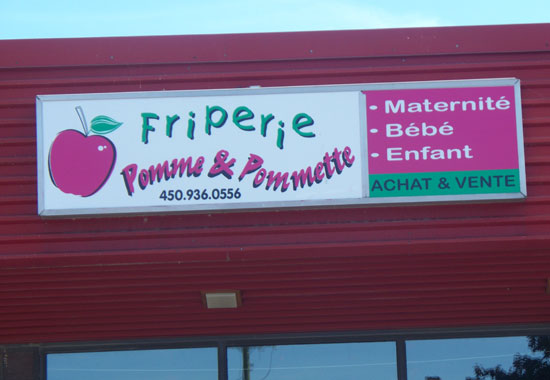 Friperie
Pomme & Pommette
450.936.0556
• Maternité
• Bébé
• Enfant
ACHAT & VENTE